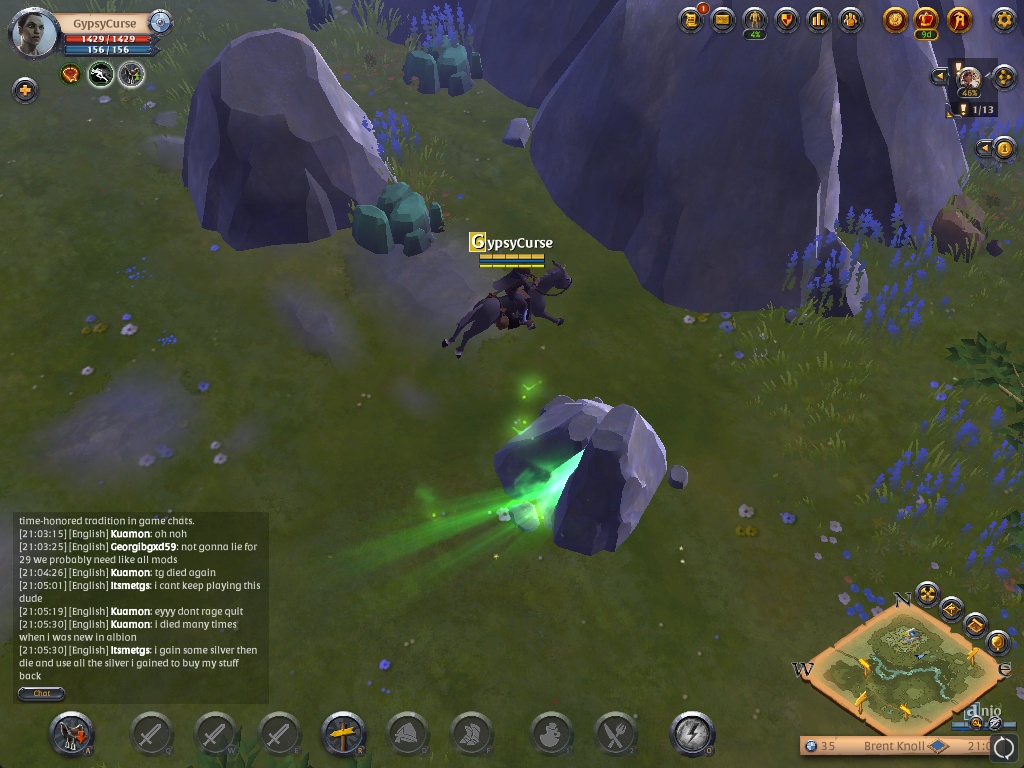 GypsyCurse
1429 / 1429
156 / 156
1
4%
9d
46%
1/13
GypsyCurse
time-honored tradition in game chats.
[21:03:15] [English] Kuamon: oh noh
[21:03:25] [English] Georgibgxd59: not gonna lie for
29 we probably need like all mods
[21:04:26] [English] Kuamon: tg died again
[21:05:01] [English] Itsmetgs: i cant keep playing this
dude
[21:05:19] [English] Kuamon: eyyy dont rage quit
[21:05:30] [English] Kuamon: i died many times
when i was new in albion
[21:05:30] [English] Itsmetgs: i gain some silver then
die and use all the silver i gained to buy my stuff
back
Chat
N
W
E
A
Q
W
E
R
D
F
35
Brent Knoll